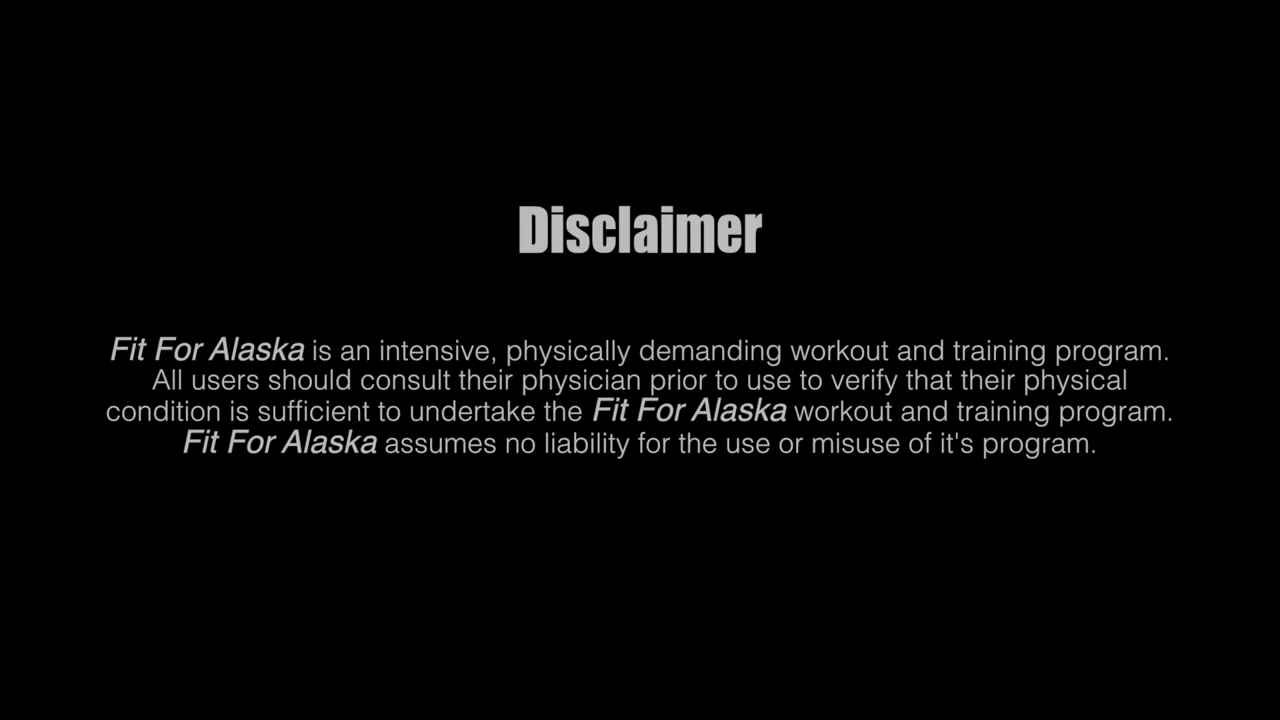 Disclaimer
Fit For Alaska is an intensive, physically demanding workout and training program.
All users should consult their physician prior to use to verify that their physical
condition is sufficient to undertake the Fit For Alaska workout and training program.
Fit For Alaska assumes no liability for the use or misuse of it's program.